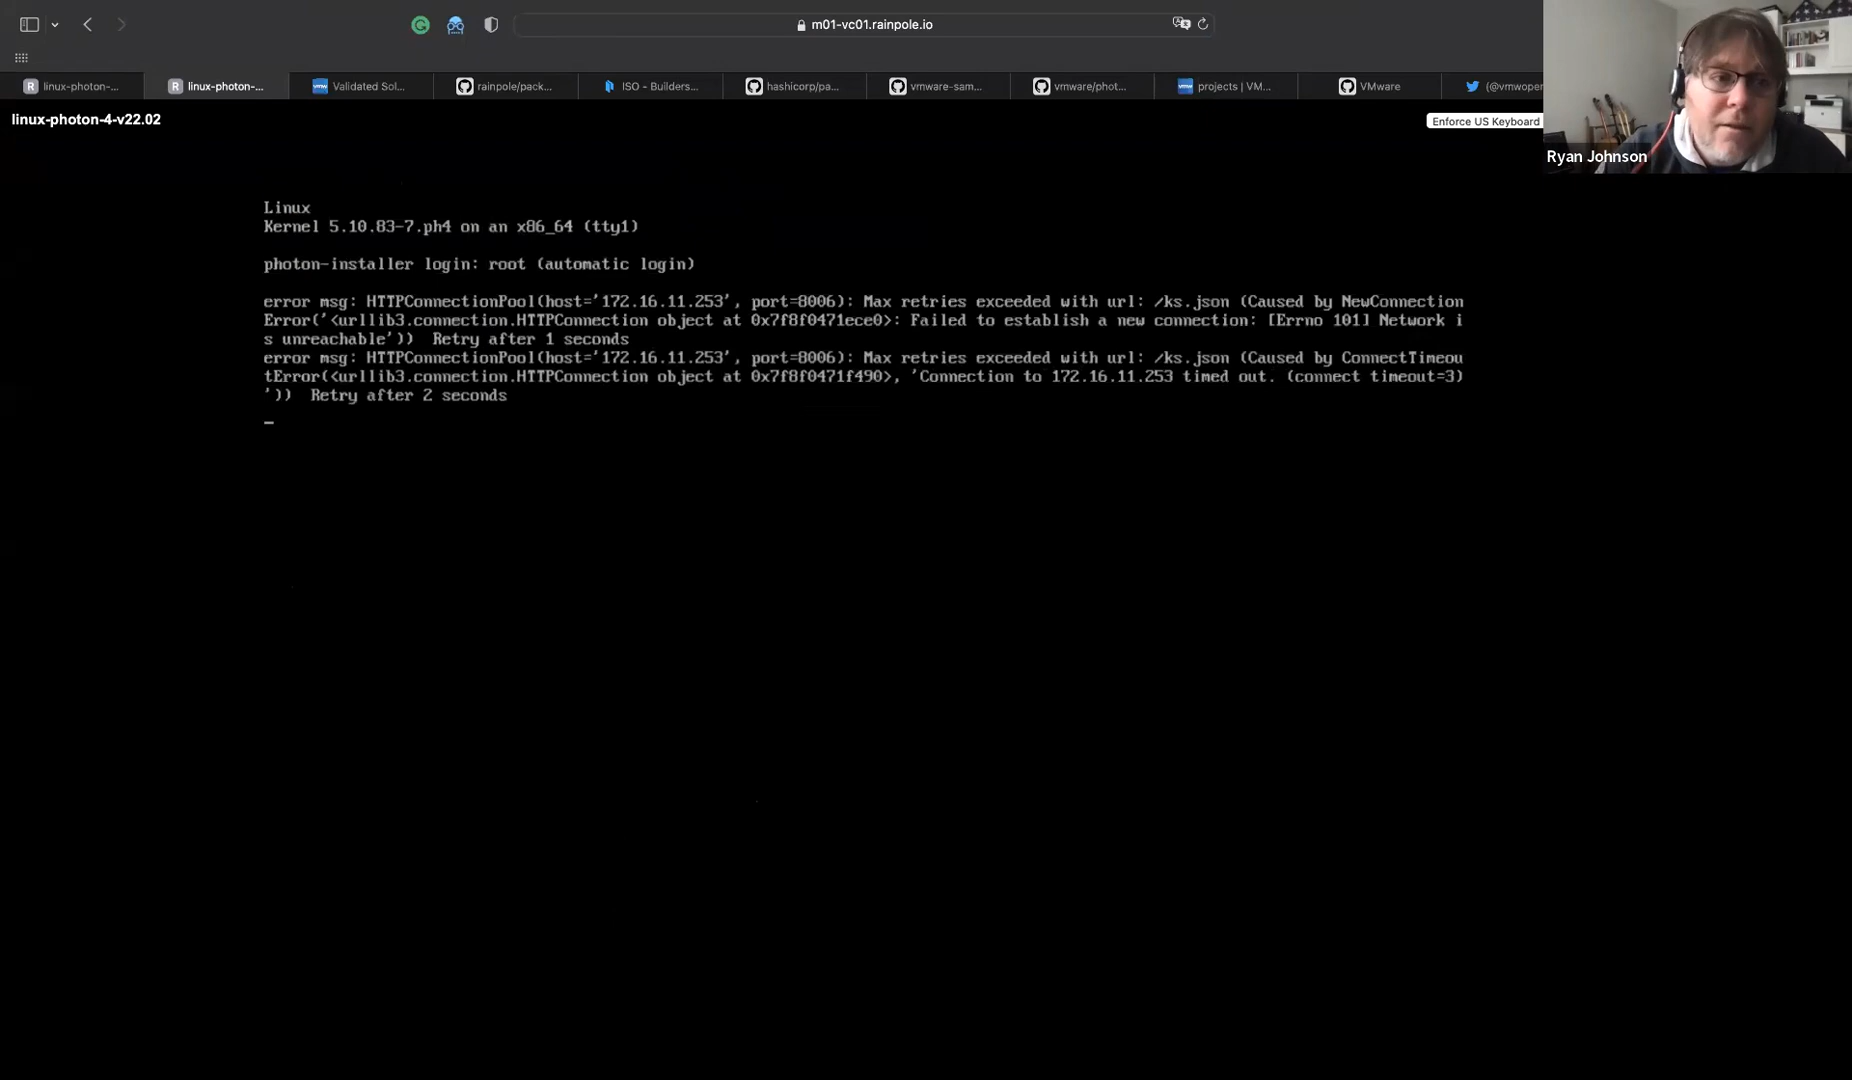 m01-vc01.rainpole.io
linux-photon-...
linux-photon-...
Validated Sol...
rainpole/pack...
ISO - Builders...
hashicorp/pa...
vmware-sam...
vmware/phot...
projects | VM...
VMware
(@vmwoper
linux-photon-4-v22.02
Enforce US Keyboard
Ryan Johnson
Linux
Kernel 5.10.83-7.ph4 on an x86_64 (tty1)
photon-installer login: root (automatic login)
error msg: HTTPConnectionPool(host='172.16.11.253', port=8006): Max retries exceeded with url: /ks.json (Caused by NewConnection
Error('<urllib3.connection.HTTPConnection object at 0x7f8f0471ece0>: Failed to establish a new connection: [Errno 101] Network i
s unreachable')) Retry after 1 seconds
error msg: HTTPConnectionPool(host='172.16.11.253', port=8006): Max retries exceeded with url: /ks.json (Caused by ConnectTimeou
tError(<urllib3.connection.HTTPConnection object at 0x7f8f0471f490>, 'Connection to 172.16.11.253 timed out. (connect timeout=3)
')) Retry after 2 seconds